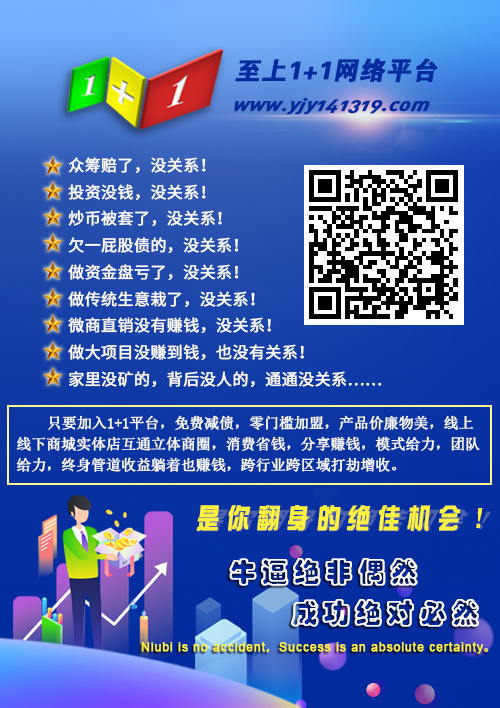 1+1
至上1+1网络平台
www.yjy141319.com
众筹赔了，没关系！
投资没钱，没关系！
炒币被套了，没关系！
欠一屁股债的，没关系！
做资金盘亏了，没关系！
做传统生意栽了，没关系！
微商直销没有赚钱，没关系！
做大项目没赚到钱，也没有关系！
家里没矿的，背后没人的，通通没关系……
只要加入1+1平台，免费减债，零门槛加盟，产品价廉物美，线上
线下商城实体店互通立体商圈，消费省钱，分享赚钱，模式给力，团队
给力，终身管道收益躺着也赚钱，跨行业跨区域打劫增收。
是你翻身的绝佳机会！
牛逼绝非偶然
成功绝对必然
Niubi is no accident, Success is an absolute certainty。